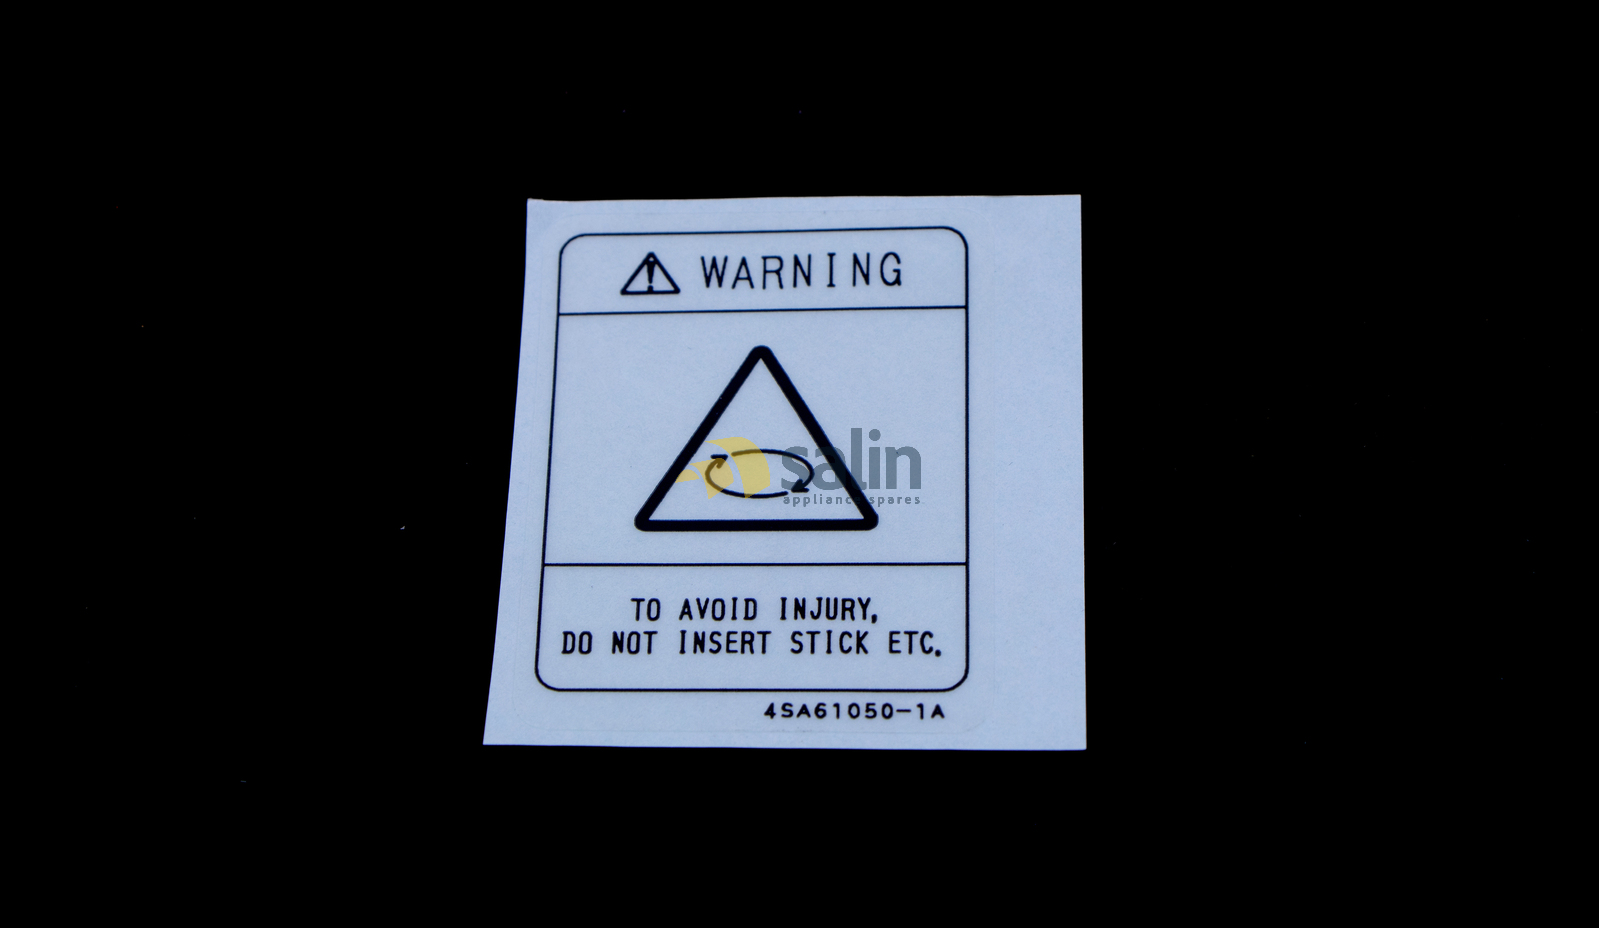 WARNING
salin
appliance spares
TO AVOID INJURY,
DO NOT INSERT STICK ETC.
4SA61050-1A